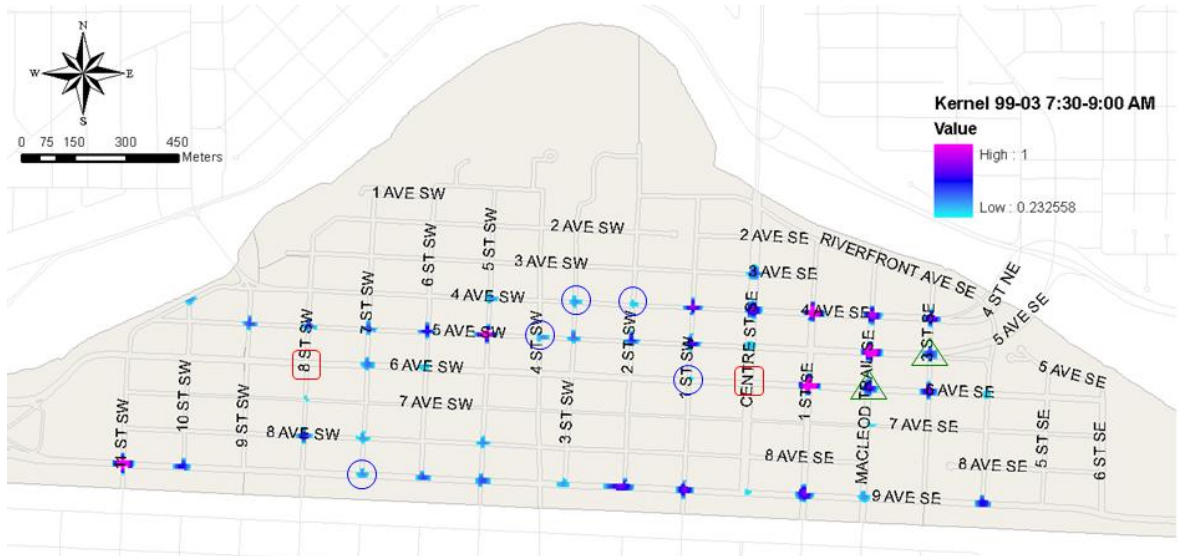 N
W
E
S
0 75 150 300 450
Meters
Kernel 99-03 7:30-9:00 AM
Value
High : 1
Low : 0.232558
1 AVE SW
2 AVE SW
2 AVE SE
RIVERFRONT AVE SE
3 AVE SW
3 AVE SE
4 AVE SW
4 AVE SE
4 ST NE
5 AVE SE
5 AVE SW
5 AVE SE
6 AVE SW
6 AVE SE
7 AVE SW
7 AVE SE
8 AVE SW
8 AVE SE
8 AVE SE
9 AVE SE
11 ST SW
10 ST SW
9 ST SW
8 ST SW
7 ST SW
6 ST SW
5 ST SW
4 ST SW
3 ST SW
2 ST SW
1 ST SW
CENTRE ST SE
1 ST SE
MACLEOD TRAIL SE
3 ST SE
5 ST SE
6 ST SE